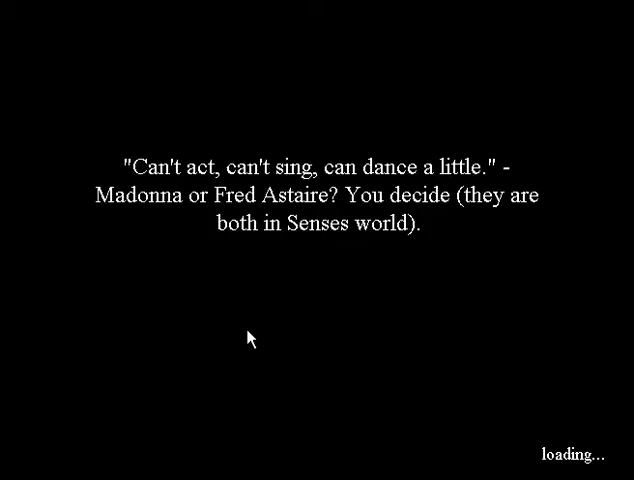 "Can't act, can't sing, can dance a little." -
Madonna or Fred Astaire? You decide (they are
both in Senses world).
loading...